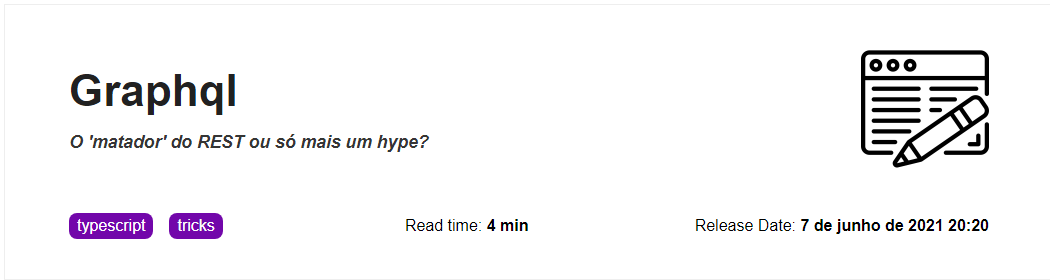 Graphql
O 'matador' do REST ou só mais um hype?
typescript tricks Read time: 4 min Release Date: 7 de junho de 2021 20:20